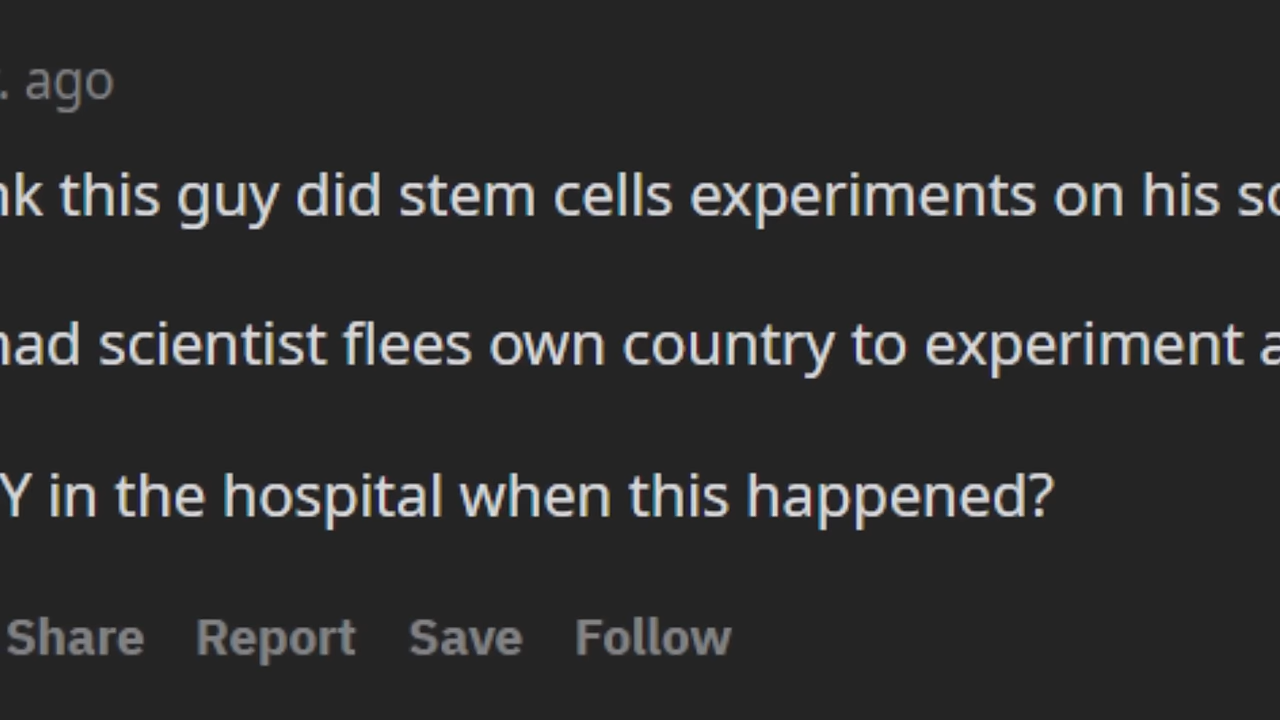 . ago
nk this guy did stem cells experiments on his
scientist flees own country to experiment
Y in the hospital when this happened?
Share Report Save Follow